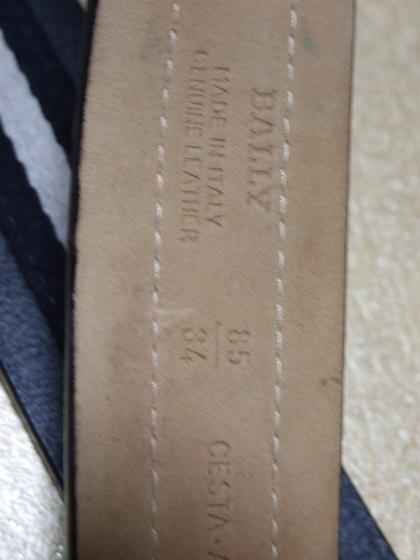 BALLY
MADE IN ITALY
GENUINE LEATHER
85
34
CESTA · A